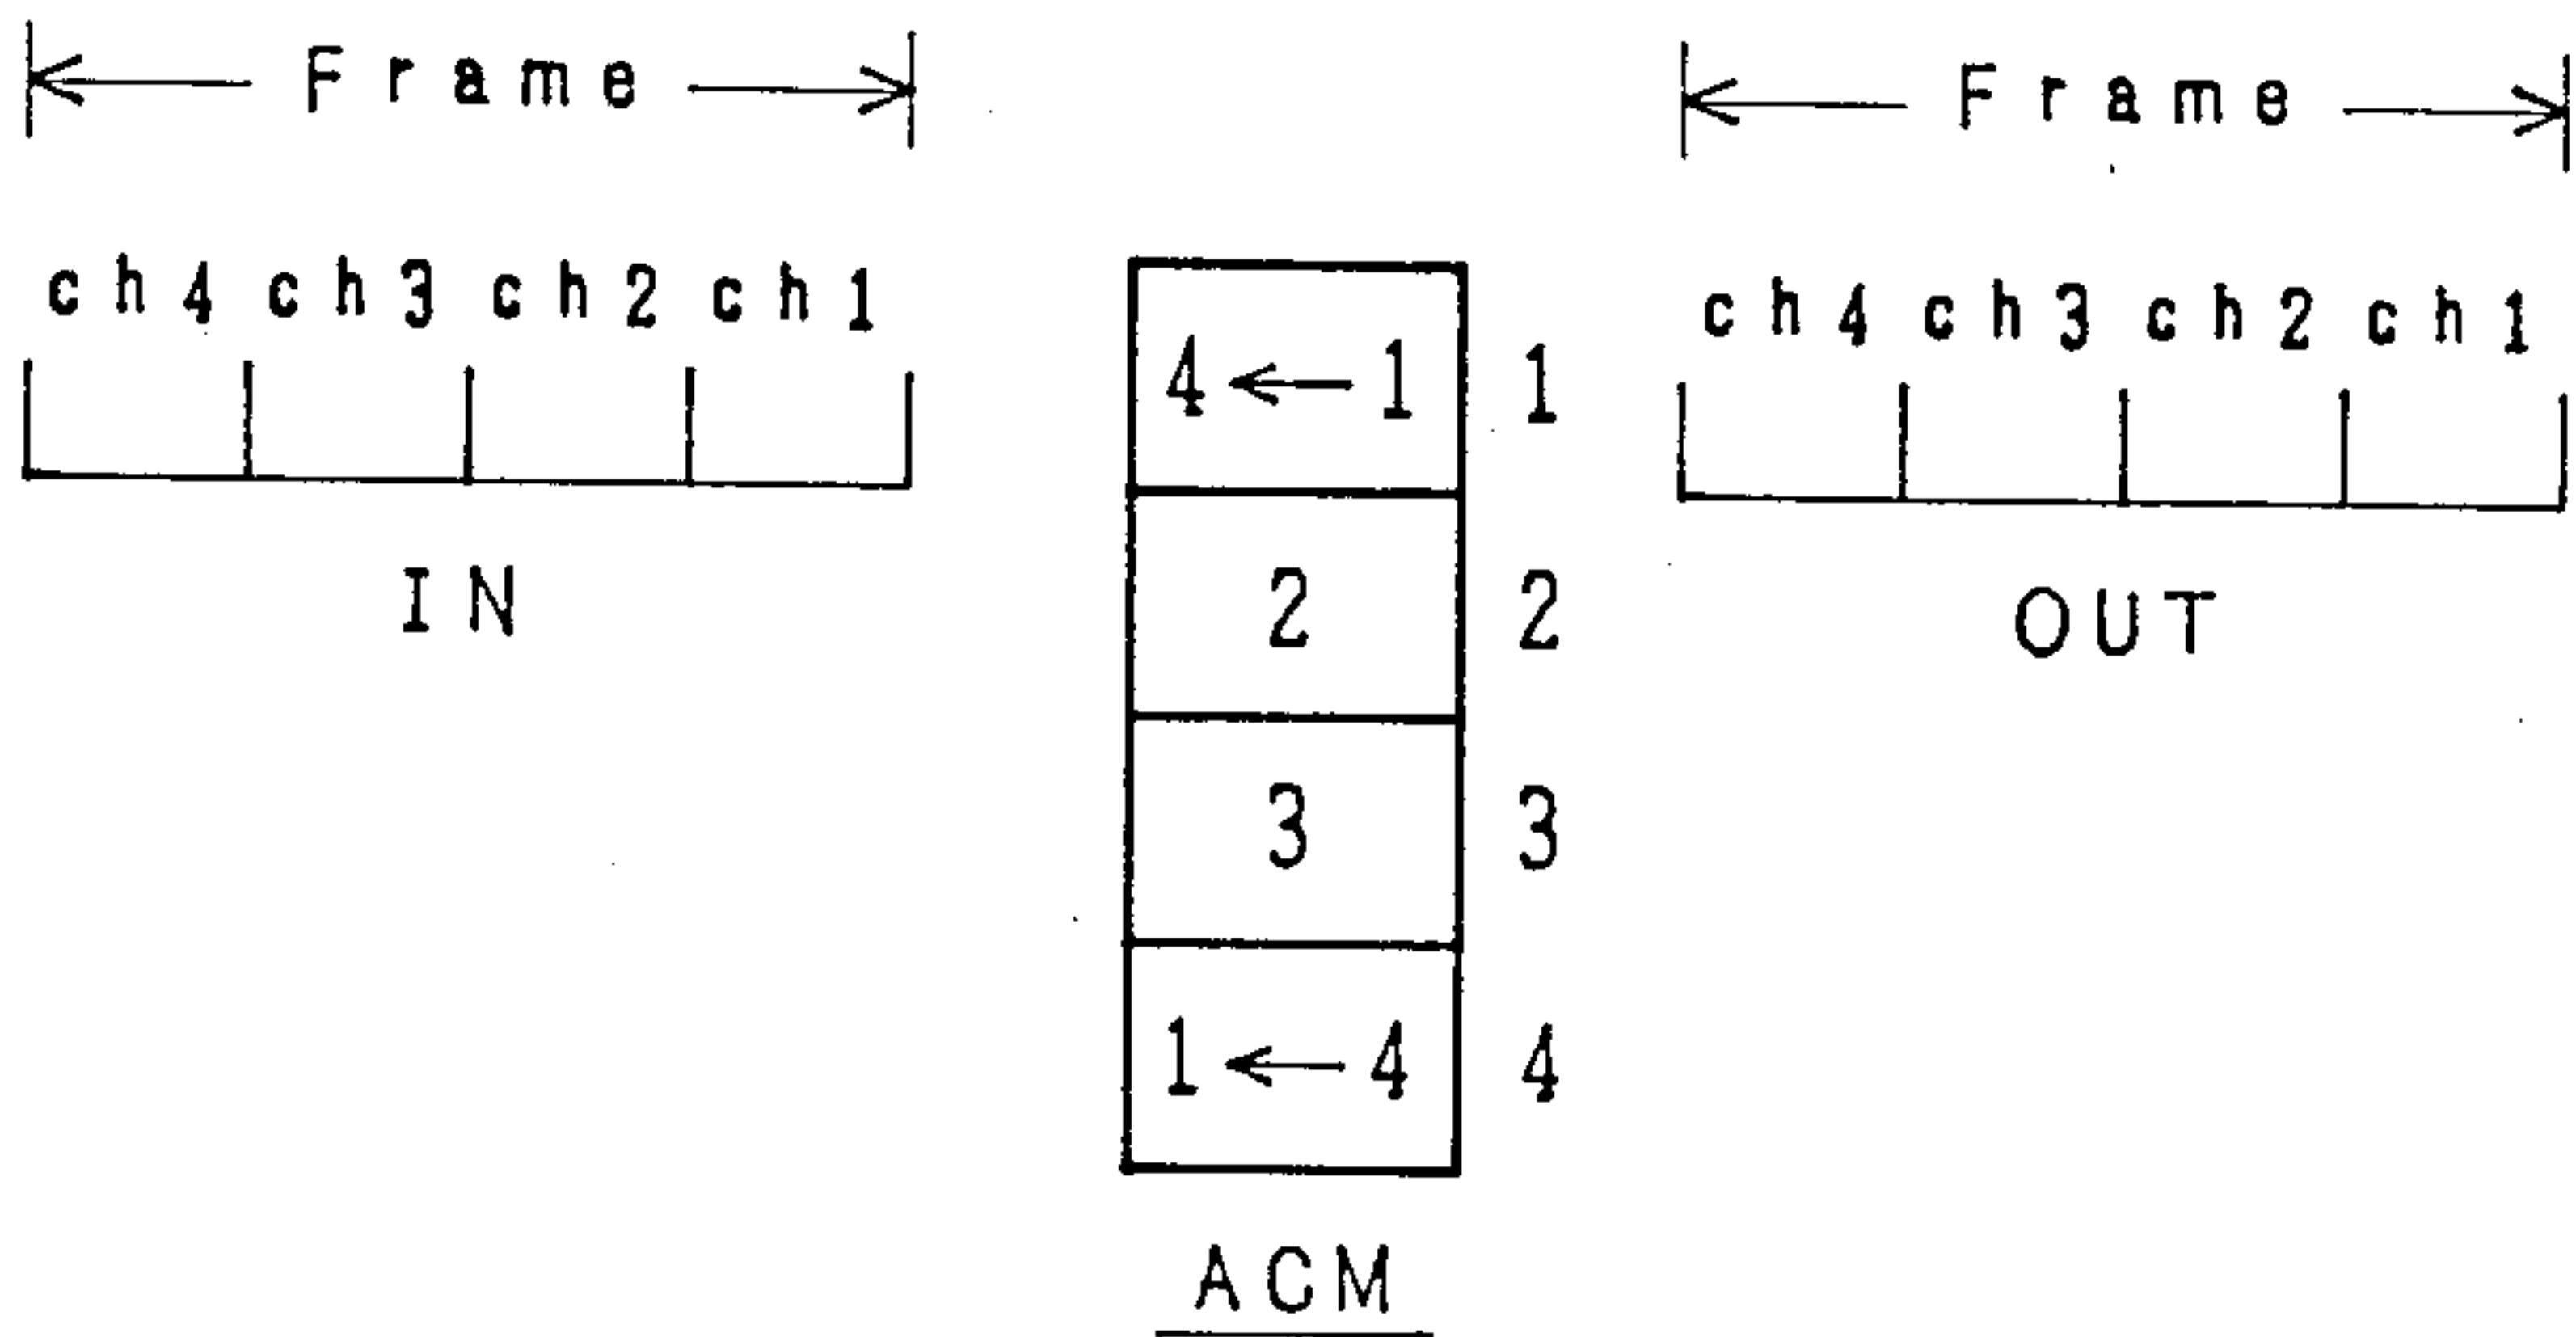 Frame
ch4 ch3 ch2 ch1
IN
4 ← 1 1
2 2
3 3
1 ← 4 4
ACM
Frame
ch4 ch3 ch2 ch1
OUT